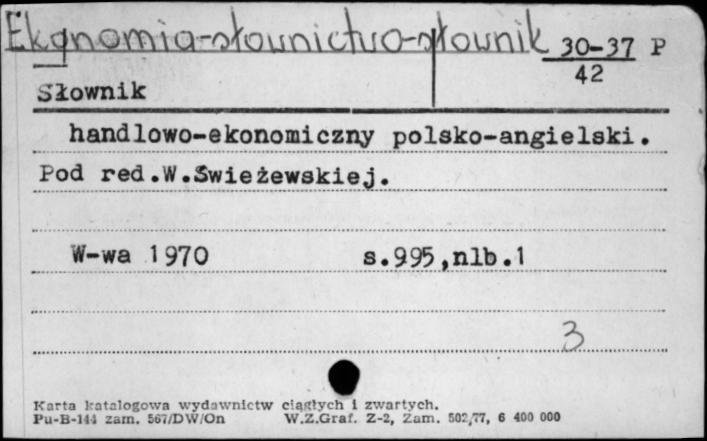 Ekonomia-słownictwo-słownik 30-37 P
42
Słownik
handlowo-ekonomiczny polsko-angielski.
Pod red.W.Świeżewskiej.
W-wa 1970 s.995,nlb.1
3
Karta katalogowa wydawnictw ciągłych i zwartych.
Pu-B-144 zam. 567/DW/On W.Z.Graf. Z-2, Zam. 502/77, 6 400 000